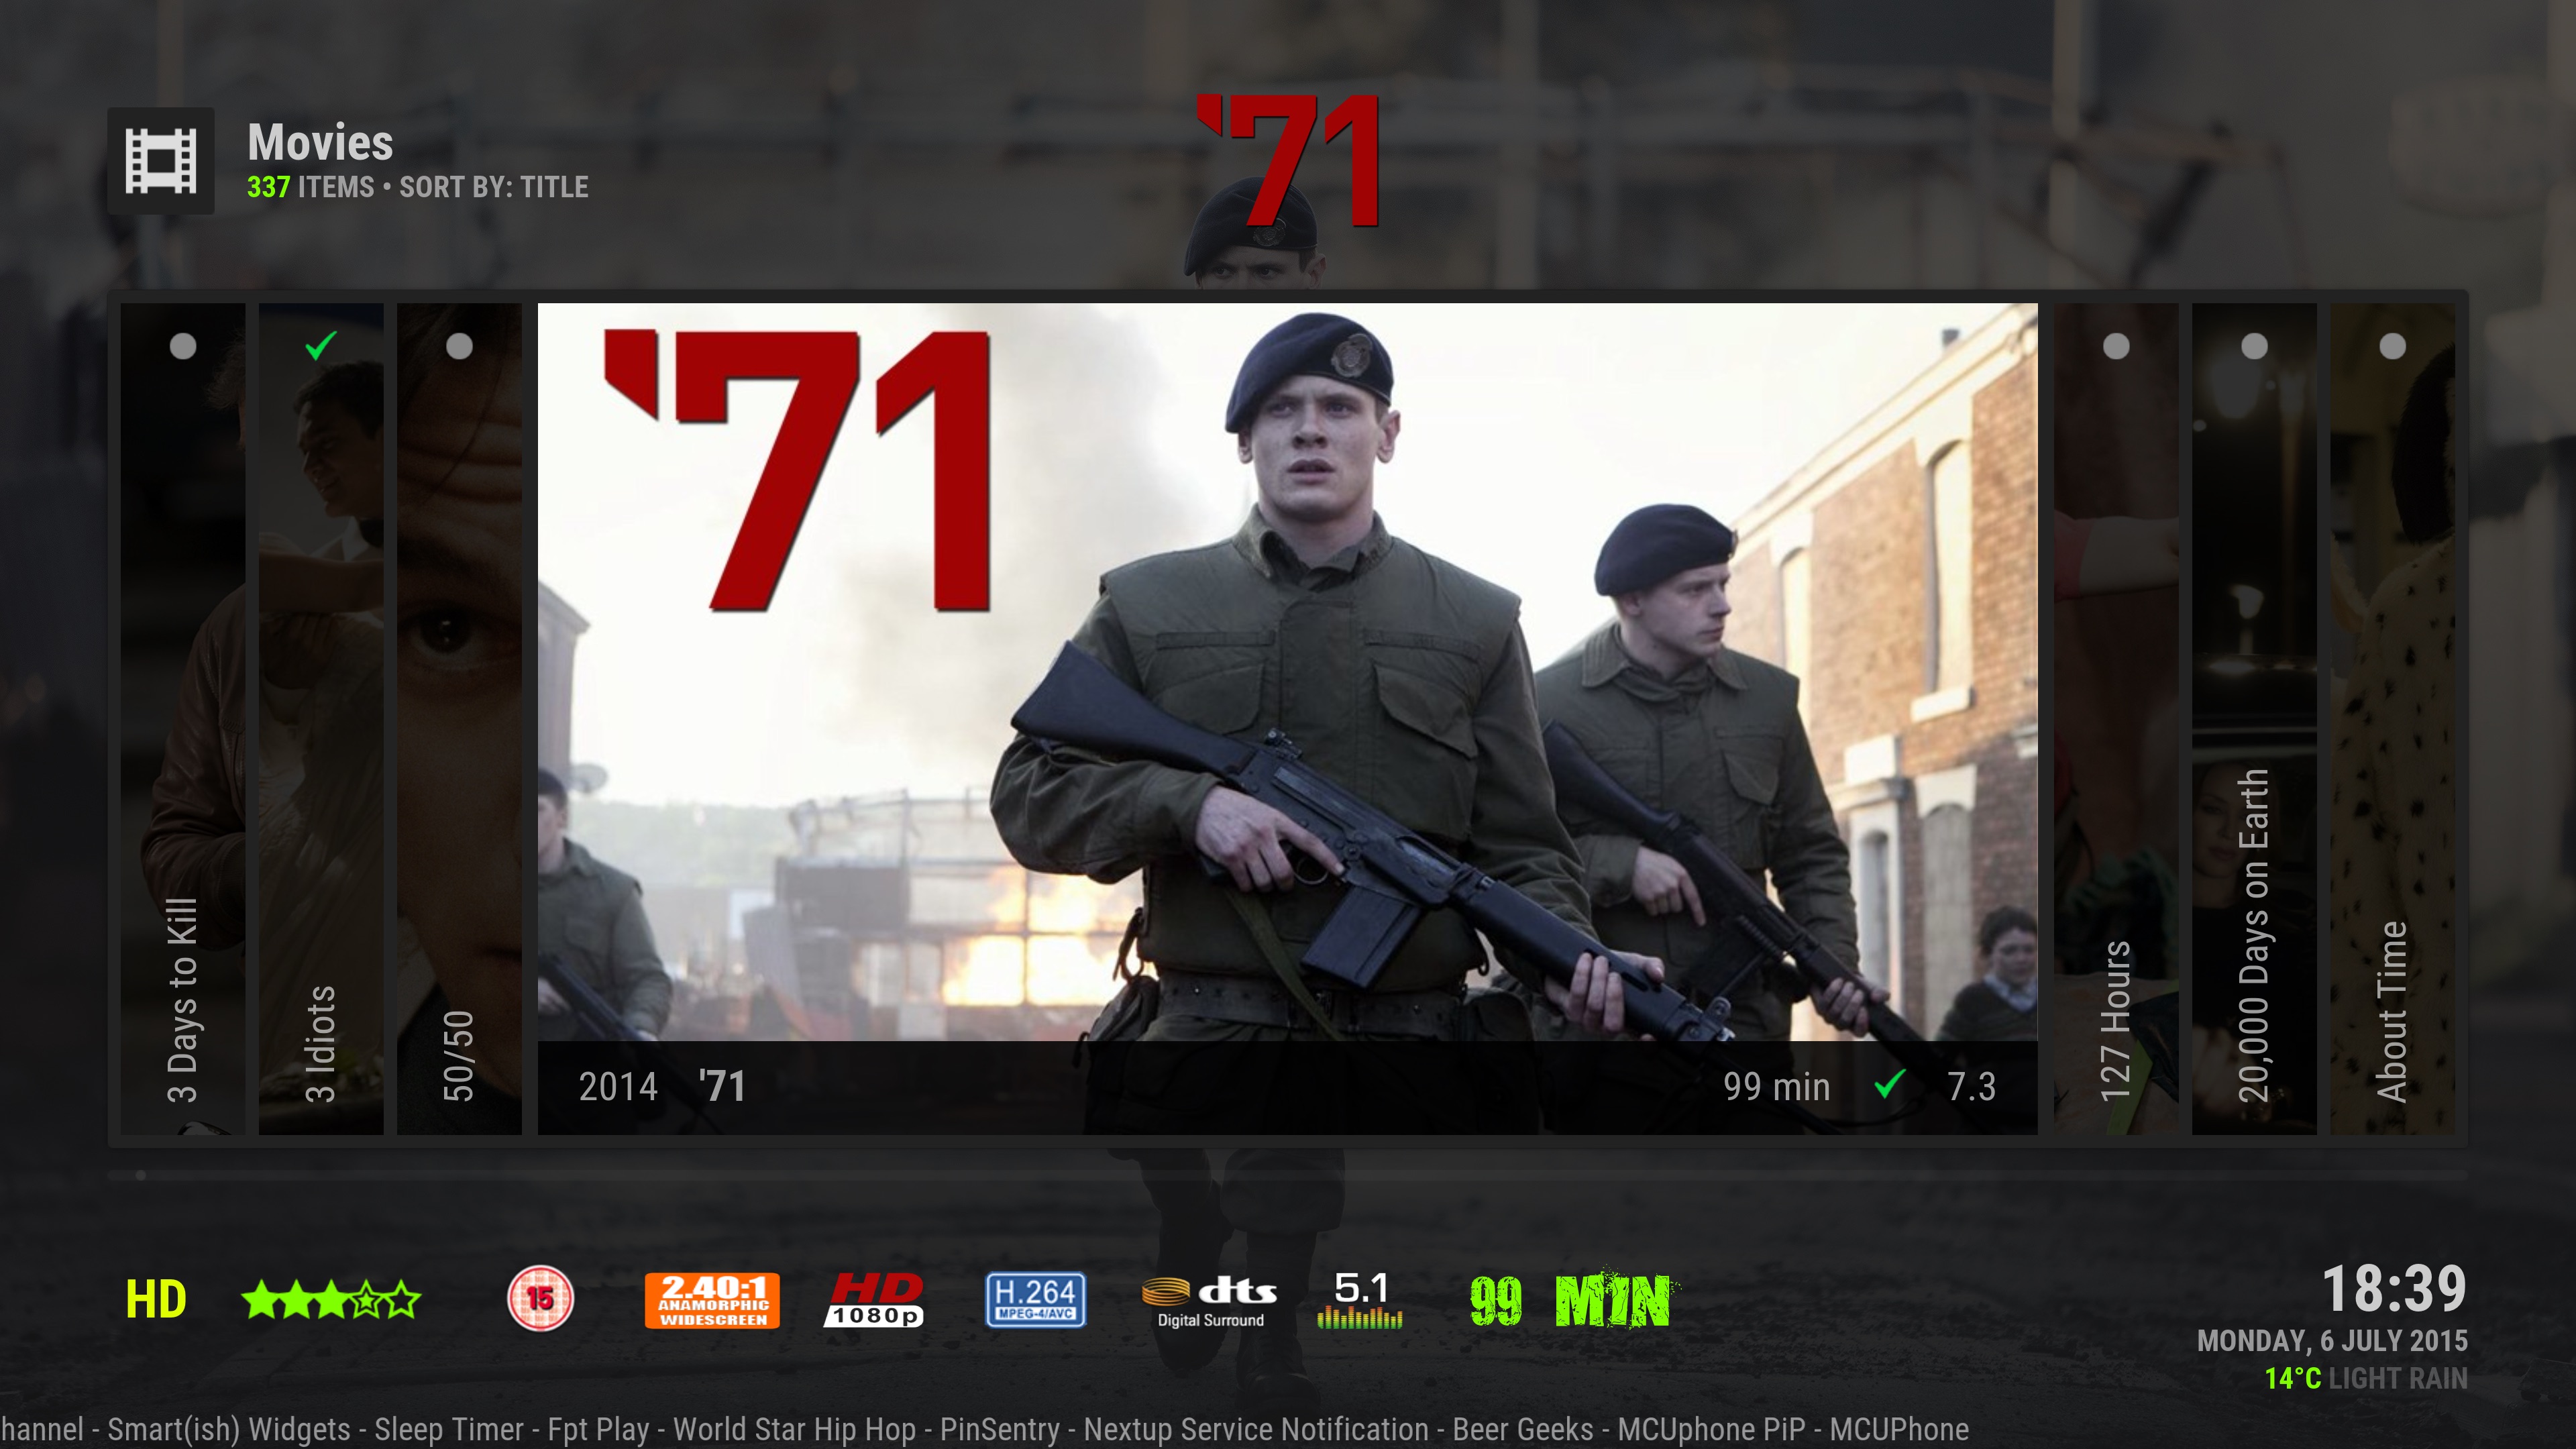 Movies
337 ITEMS • SORT BY: TITLE
'71
3 Days to Kill
3 Idiots
50/50
'71
2014 '71 99 min 7.3
127 Hours
20,000 Days on Earth
About Time
HD
15
2.40:1
ANAMORPHIC
WIDESCREEN
HD
1080p
H.264
MPEG-4/AVC
dts
Digital Surround
5.1
99 MIN
18:39
MONDAY, 6 JULY 2015
14°C LIGHT RAIN
hannel - Smart(ish) Widgets - Sleep Timer - Fpt Play - World Star Hip Hop - PinSentry - Nextup Service Notification - Beer Geeks - MCUphone PiP - MCUPhone